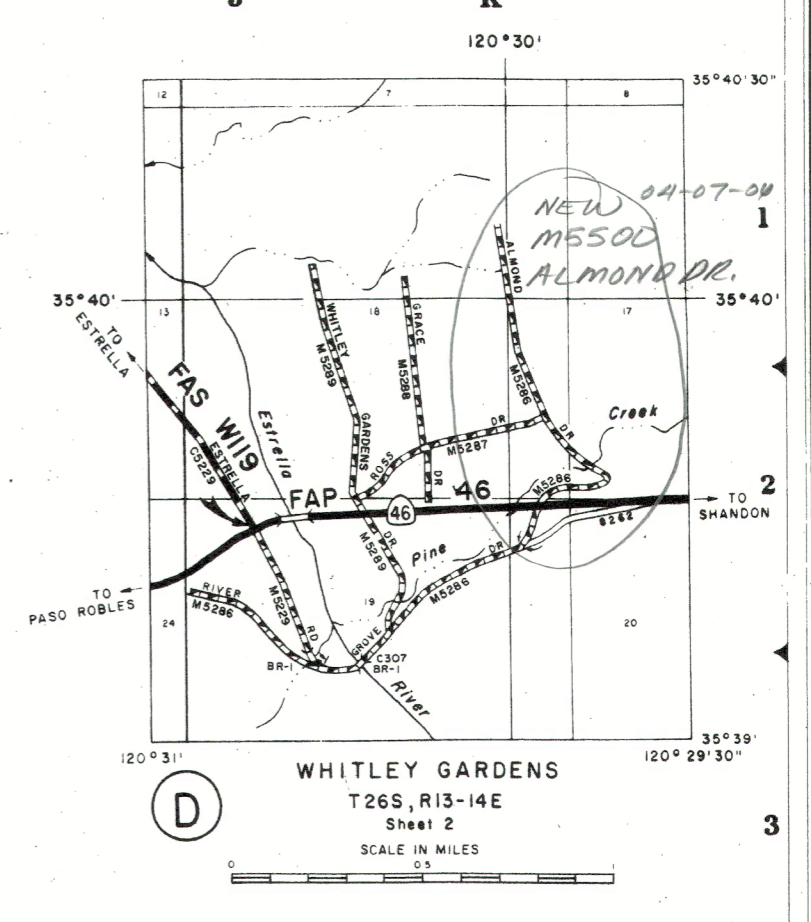 J K
120°30'
35°40'30"
12 7 8
NEW 04-07-04
M550D
ALMOND DR.
1
ALMOND
35°40' 35°40'
13 18 17
TO
ESTRELLA
WHITLEY
M5289
GRACE
M5288
M5286
FAS W119
ESTRELLA
C5229
Estrella
GARDENS
ROSS
M5287
DR
DR
Creek
DR
M5286
2
FAP 46
46
TO
SHANDON
8262
DR
M5289
Pine
DR
M5286
TO
PASO ROBLES
RIVER
M5286
M5229
19
24 20
RD
GROVE
BR-1
C307
BR-1
River
35°39'
120°31' 120°29'30"
WHITLEY GARDENS
D
T26S, R13-14E
Sheet 2
3
SCALE IN MILES
0 05 1